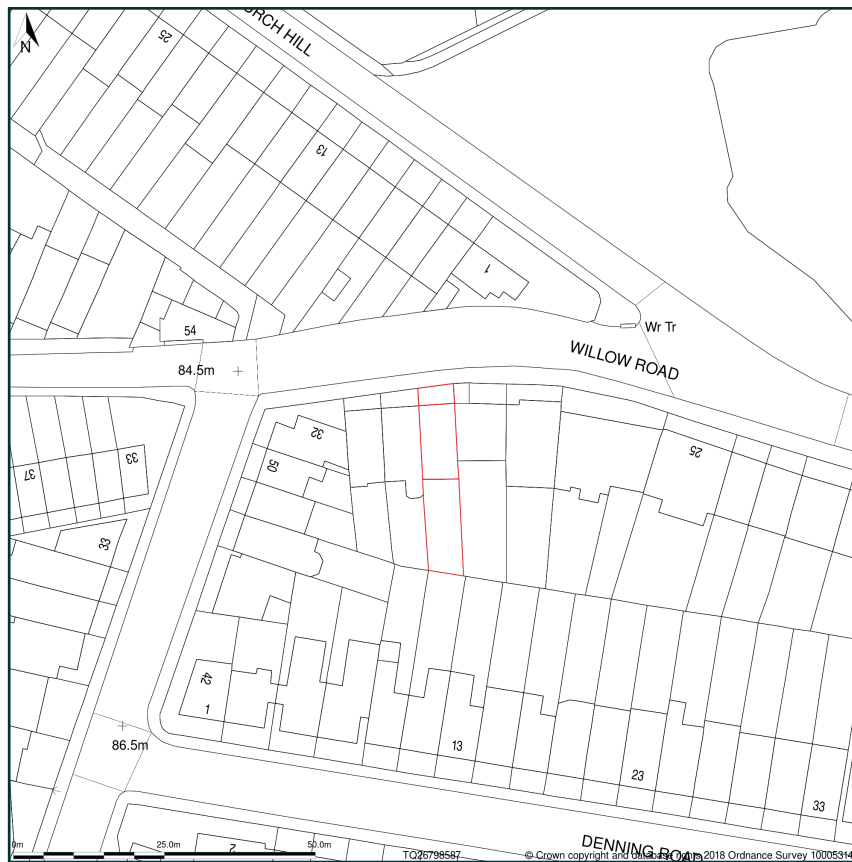 N
25
URCH HILL
13
1
Wr Tr
54
84.5m
WILLOW ROAD
32
50
25
37
33
33
42
1
86.5m
13
23
33
2
DENNING ROAD
0m
25.0m
50.0m
TQ26798587
© Crown copyright and database rights 2018 Ordnance Survey 10005314